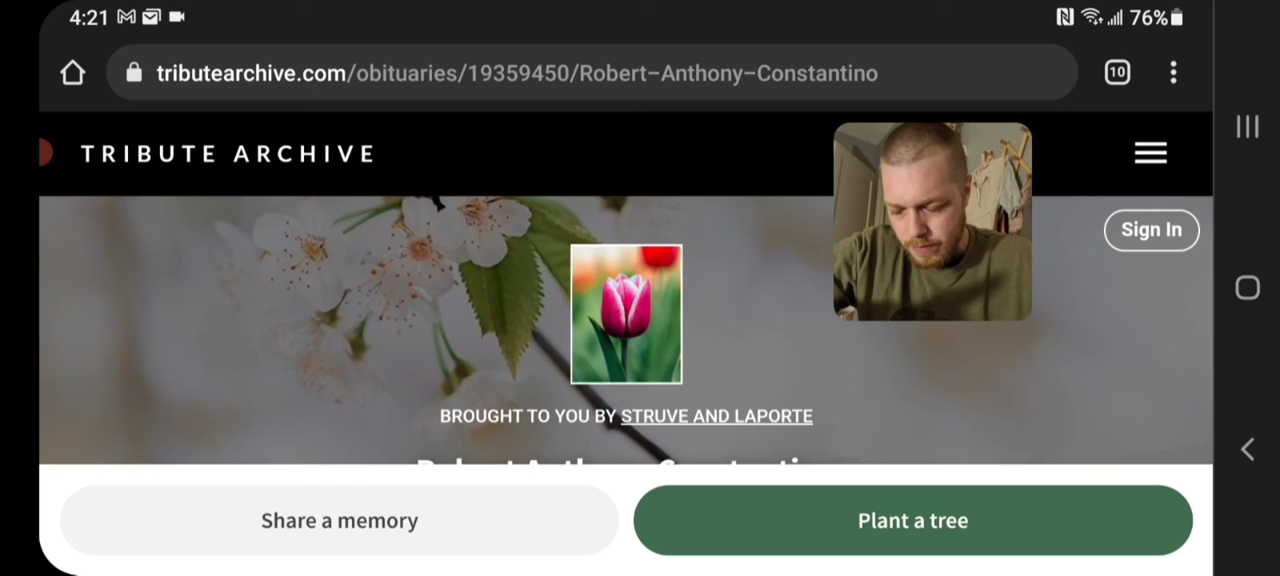 4:21
76%
tributearchive.com/obituaries/19359450/Robert-Anthony-Constantino
10
TRIBUTE ARCHIVE
Sign In
BROUGHT TO YOU BY STRUVE AND LAPORTE
Share a memory
Plant a tree